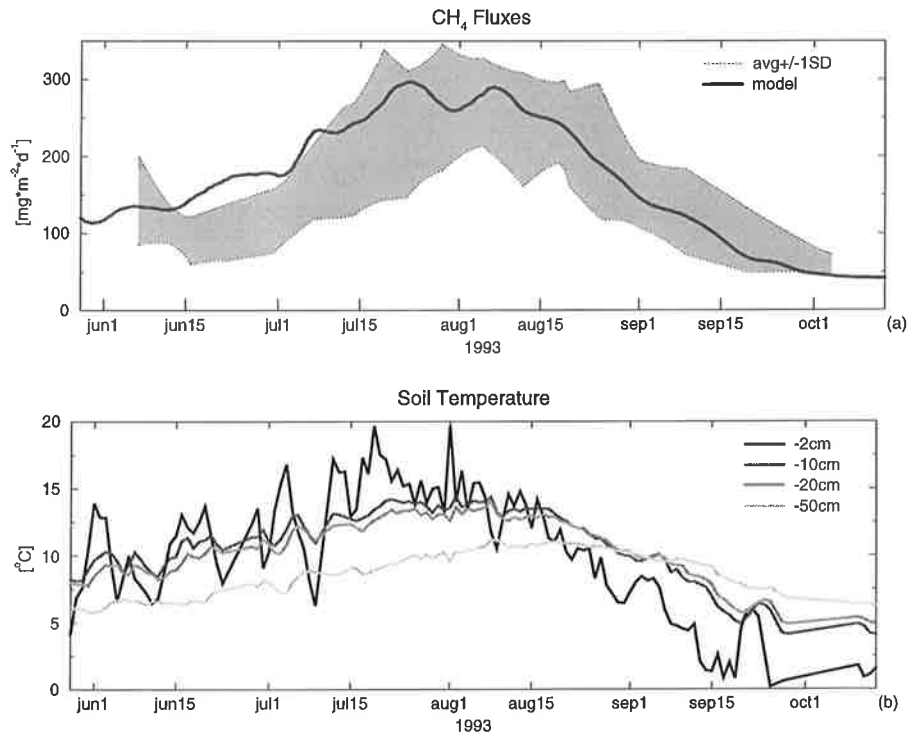 CH4 Fluxes
[mg*m-2*d-1]
300
200
100
0
avg+/-1SD
model
jun1 jun15 jul1 jul15 aug1 aug15 sep1 sep15 oct1 (a)
1993
Soil Temperature
[oC]
20
15
10
5
0
-2cm
-10cm
-20cm
-50cm
jun1 jun15 jul1 jul15 aug1 aug15 sep1 sep15 oct1 (b)
1993